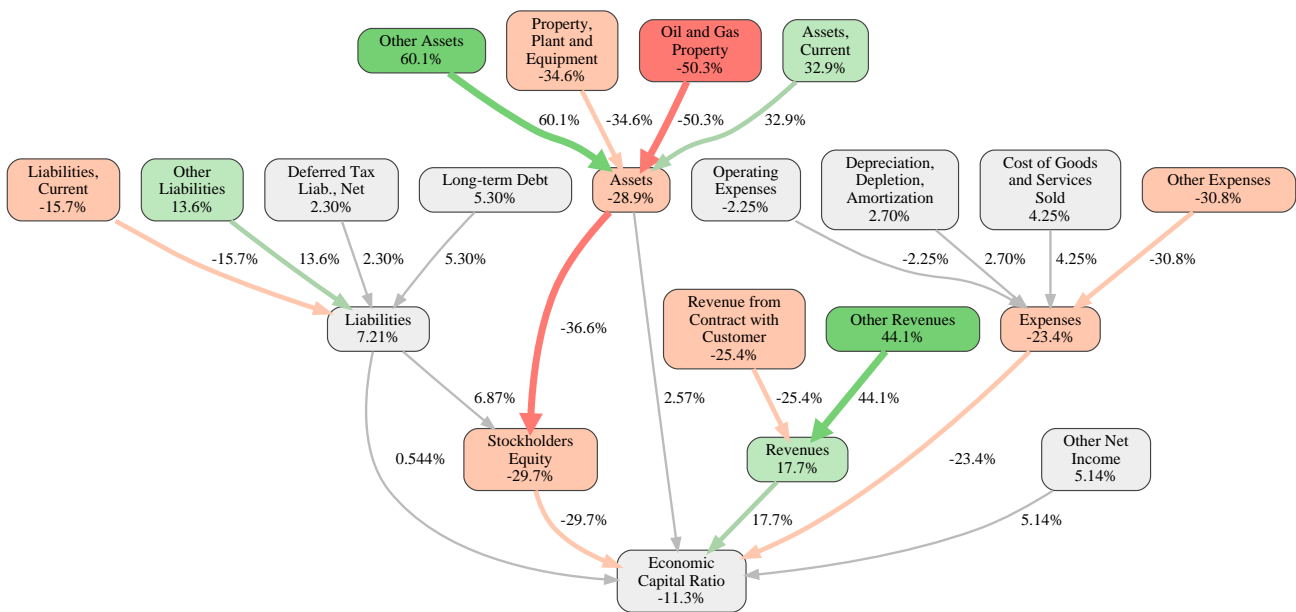 Other Assets
60.1%
Property,
Plant and
Equipment
-34.6%
Oil and Gas
Property
-50.3%
Assets,
Current
32.9%
60.1%
-34.6%
-50.3%
32.9%
Liabilities,
Current
-15.7%
Other
Liabilities
13.6%
Deferred Tax
Liab., Net
2.30%
Long-term Debt
5.30%
Assets
-28.9%
Operating
Expenses
-2.25%
Depreciation,
Depletion,
Amortization
2.70%
Cost of Goods
and Services
Sold
4.25%
Other Expenses
-30.8%
-15.7%
13.6%
2.30%
5.30%
-2.25%
2.70%
4.25%
-30.8%
Liabilities
7.21%
-36.6%
Revenue from
Contract with
Customer
-25.4%
Other Revenues
44.1%
Expenses
-23.4%
6.87%
2.57%
-25.4%
44.1%
Stockholders
Equity
-29.7%
Revenues
17.7%
Other Net
Income
5.14%
0.544%
-23.4%
-29.7%
17.7%
5.14%
Economic
Capital Ratio
-11.3%